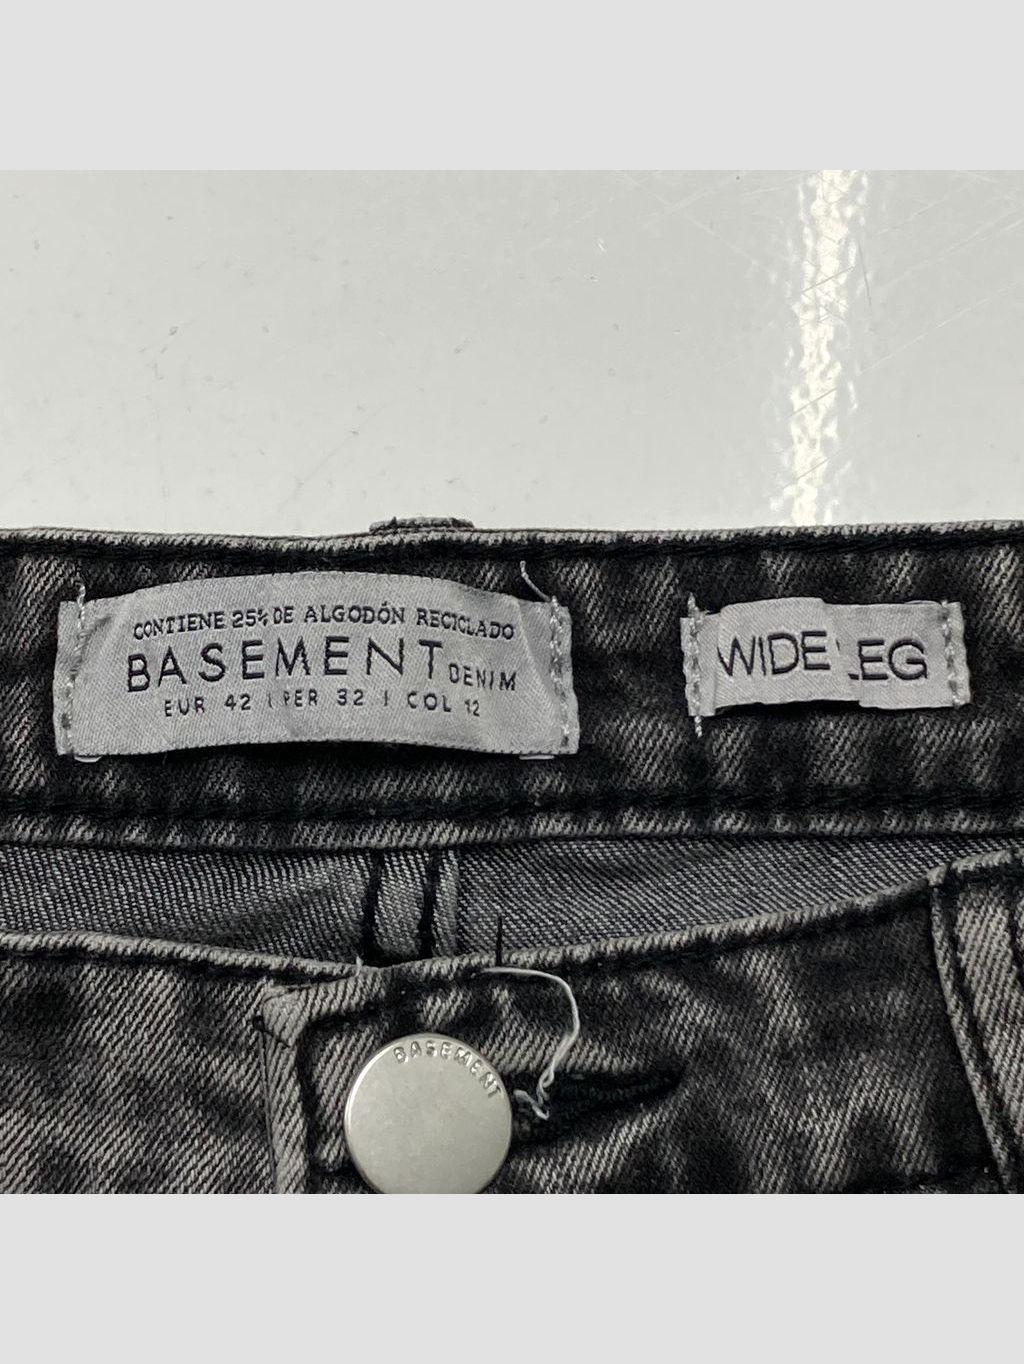 CONTIENE 25% DE ALGODÓN RECICLADO
BASEMENT DENIM
EUR 42 | PER 32 | COL 12
WIDE LEG
BASEMENT